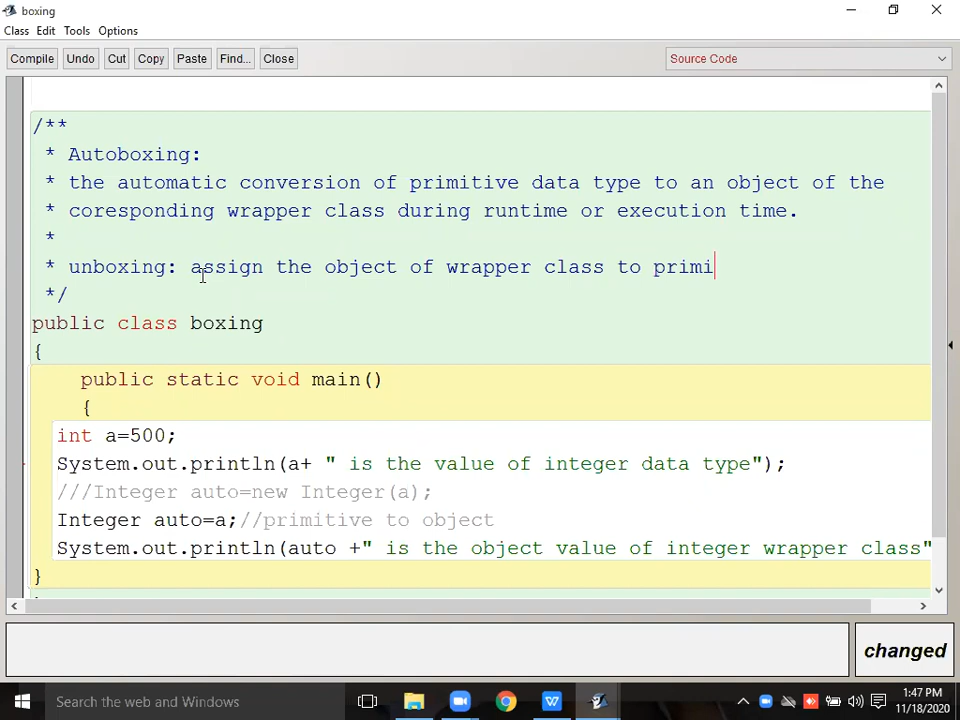 boxing
Class Edit Tools Options
Compile Undo Cut Copy Paste Find... Close Source Code
/**
* Autoboxing:
* the automatic conversion of primitive data type to an object of the
* coresponding wrapper class during runtime or execution time.
*
* unboxing: assign the object of wrapper class to primi
*/
public class boxing
{
public static void main()
{
int a=500;
System.out.println(a+ " is the value of integer data type");
///Integer auto=new Integer(a);
Integer auto=a;//primitive to object
System.out.println(auto +" is the object value of integer wrapper class"
}
changed
Search the web and Windows
1:47 PM
11/18/2020